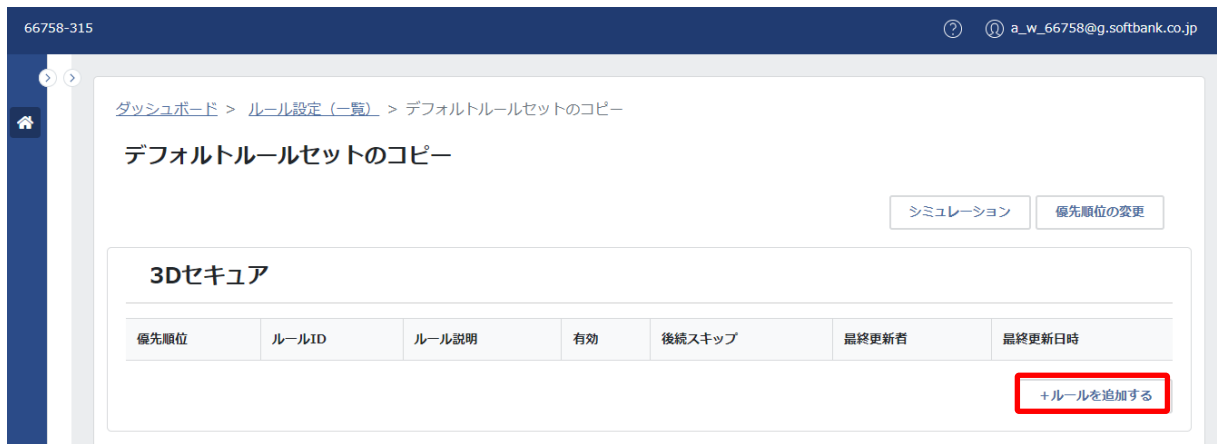 66758-315
? a_w_66758@g.softbank.co.jp
ダッシュボード > ルール設定（一覧） > デフォルトルールセットのコピー
デフォルトルールセットのコピー
シミュレーション 優先順位の変更
3Dセキュア
優先順位 ルールID ルール説明 有効 後続スキップ 最終更新者 最終更新日時
+ルールを追加する